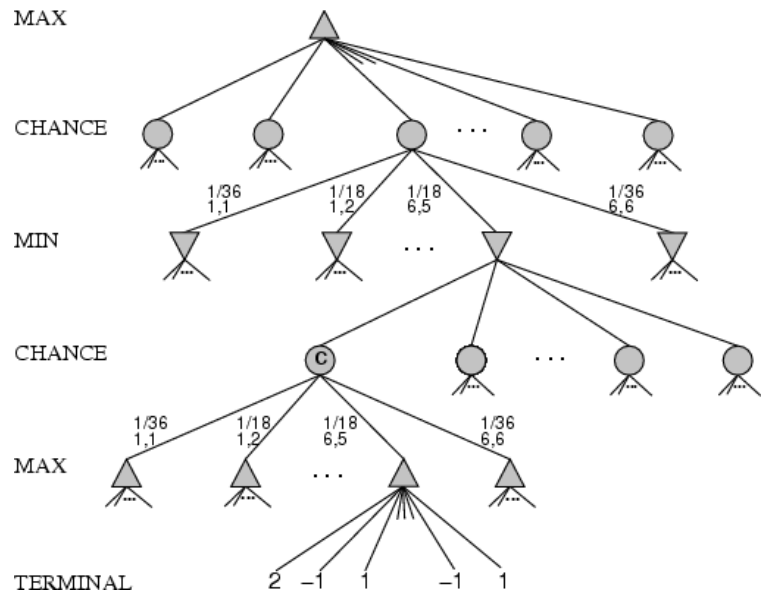 MAX
CHANCE
...
... ... ... ... ...
1/36 1/18 1/18 1/36
1,1 1,2 6,5 6,6
MIN
...
... ... ... ...
CHANCE
C
...
... ... ...
1/36 1/18 1/18 1/36
1,1 1,2 6,5 6,6
MAX
...
... ... ...
TERMINAL 2 −1 1 −1 1